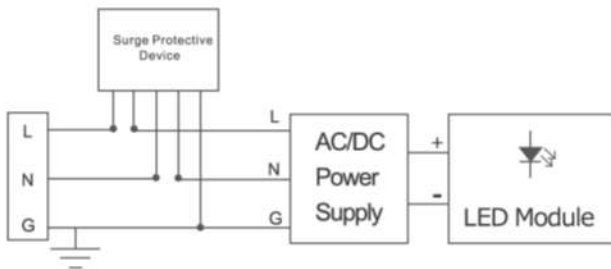 Surge Protective
Device
L
N
G
L
N
G
AC/DC
Power
Supply
+
-
LED Module